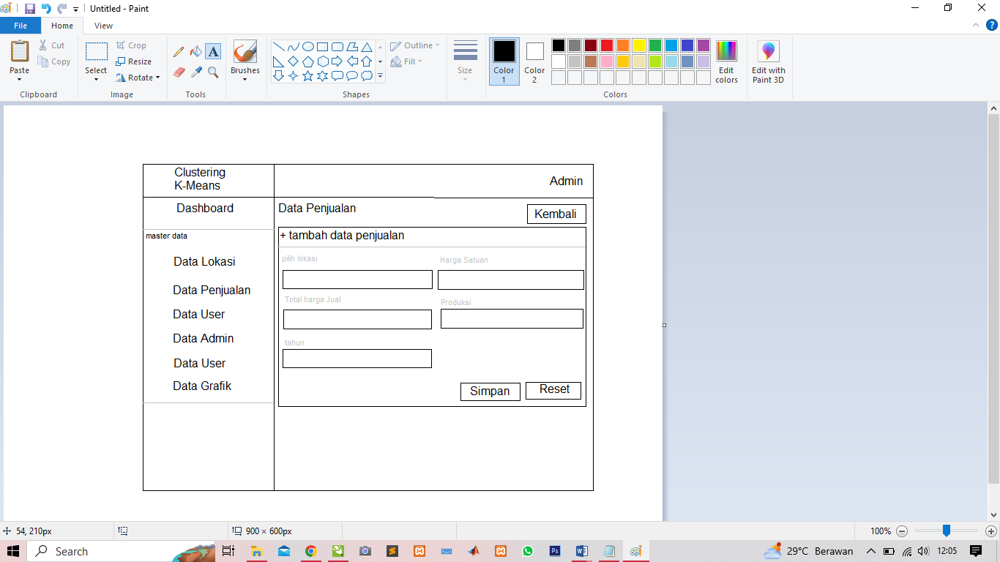 Untitled - Paint
File Home View
Paste
Cut
Copy
Clipboard
Select
Crop
Resize
Rotate
Image
A
Tools
Brushes
Shapes
Outline
Fill
Size
Color 1
Color 2
Colors
Edit colors
Edit with Paint 3D
?
Clustering
K-Means
Admin
Dashboard
Data Penjualan
Kembali
master data
+ tambah data penjualan
Data Lokasi
pilih lokasi
Harga Satuan
Data Penjualan
Total harga Jual
Produksi
Data User
Data Admin
tahun
Data User
Data Grafik
Simpan
Reset
54, 210px
900 × 600px
100%
Search
Ps
W
29°C Berawan
12:05